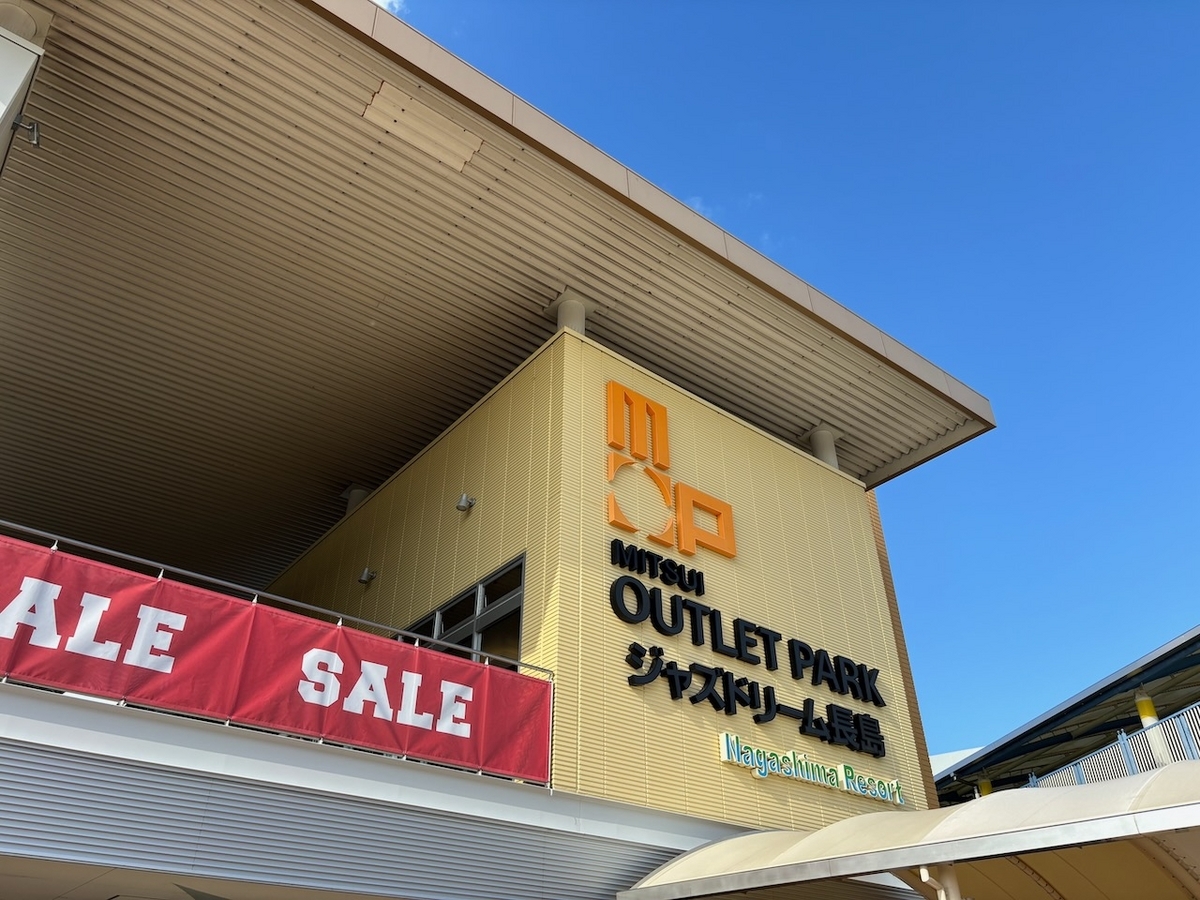 MOP
MITSUI
OUTLET PARK
ジャズドリーム長島
Nagashima Resort
ALE SALE